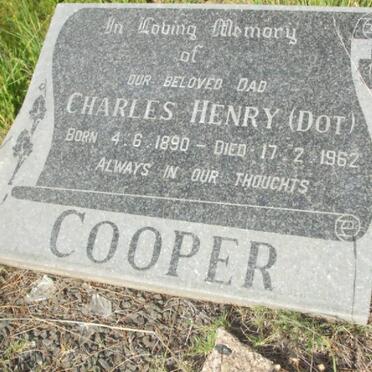 In Loving Memory
of
OUR BELOVED DAD
CHARLES HENRY (DOT)
BORN 4.6.1890 - DIED 17.2.1962
ALWAYS IN OUR THOUGHTS
COOPER